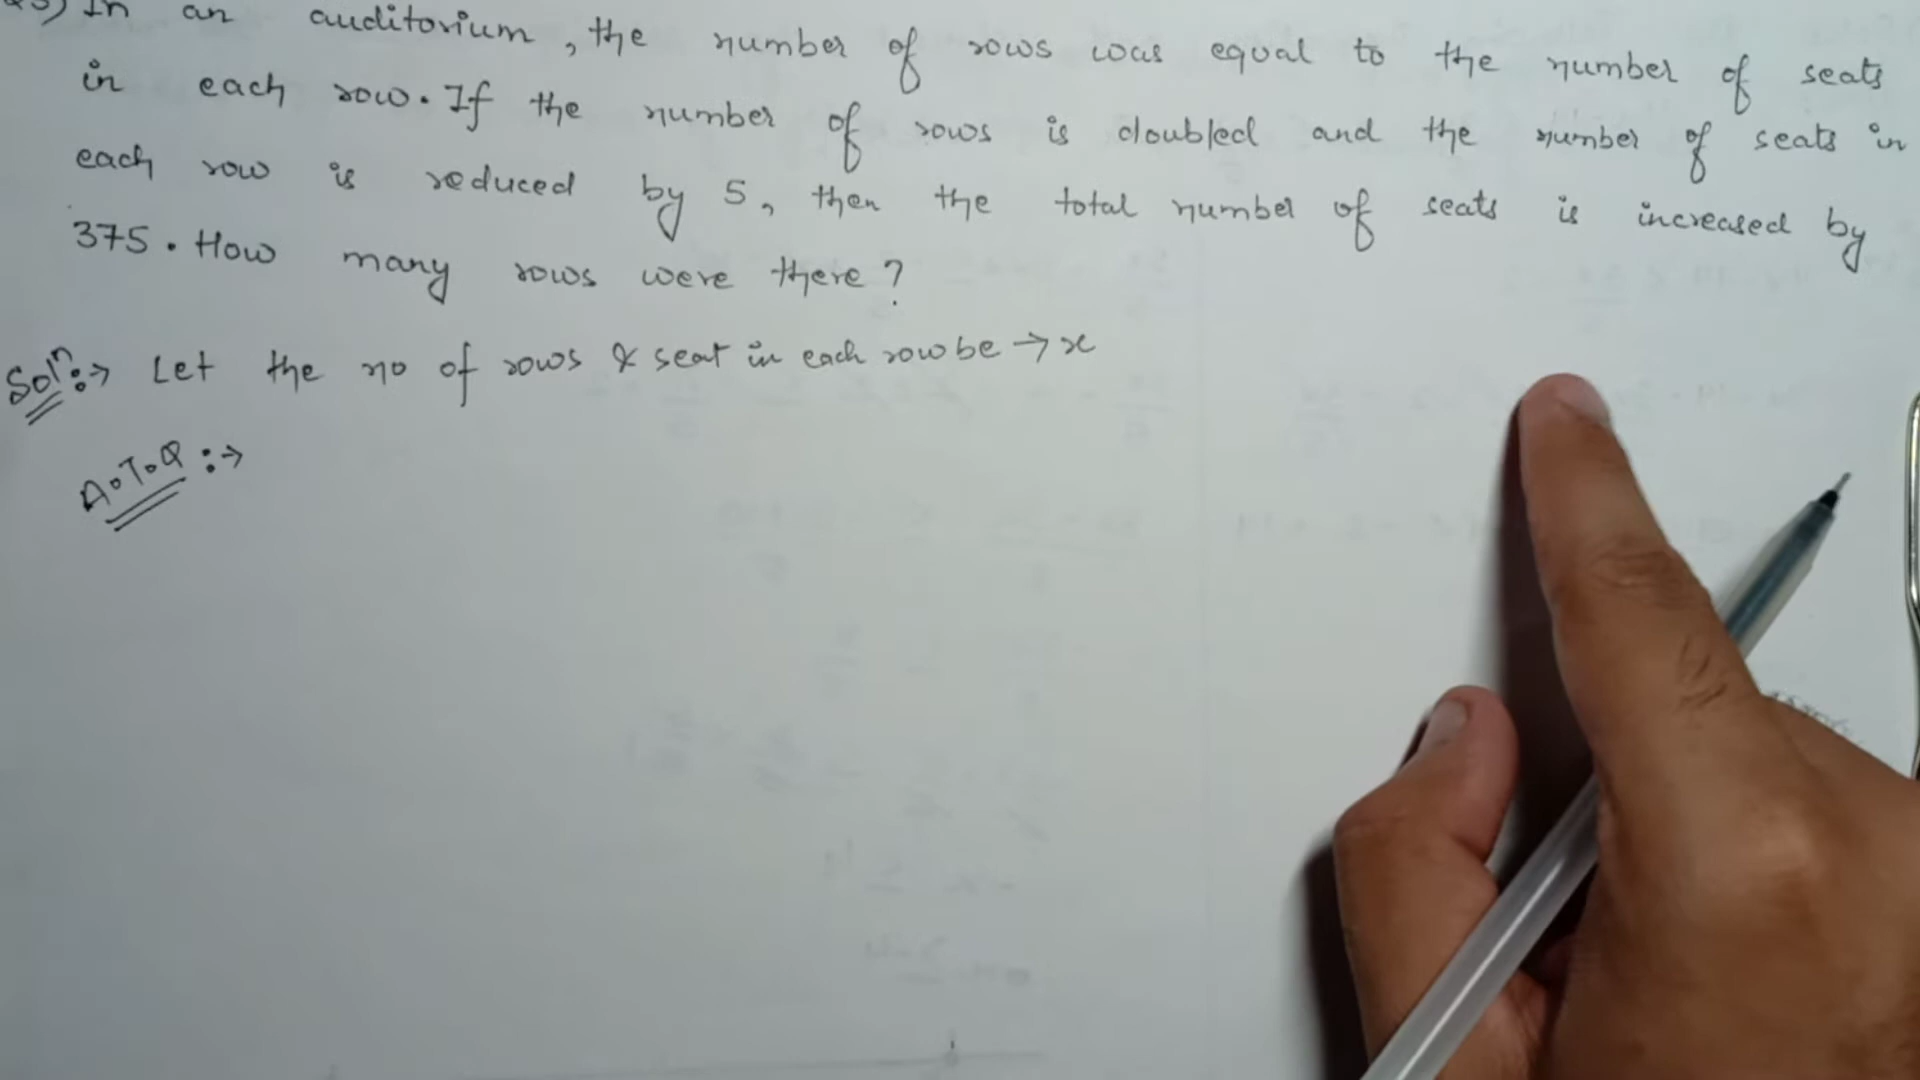 In an auditorium, the number of rows was equal to the number of seats
in each row. If the number of rows is doubled and the number of seats in
each row is reduced by 5, then the total number of seats is increased by
375. How many rows were there?
Solⁿ:→ Let the no of rows & seat in each row be → x
A.T.Q :→